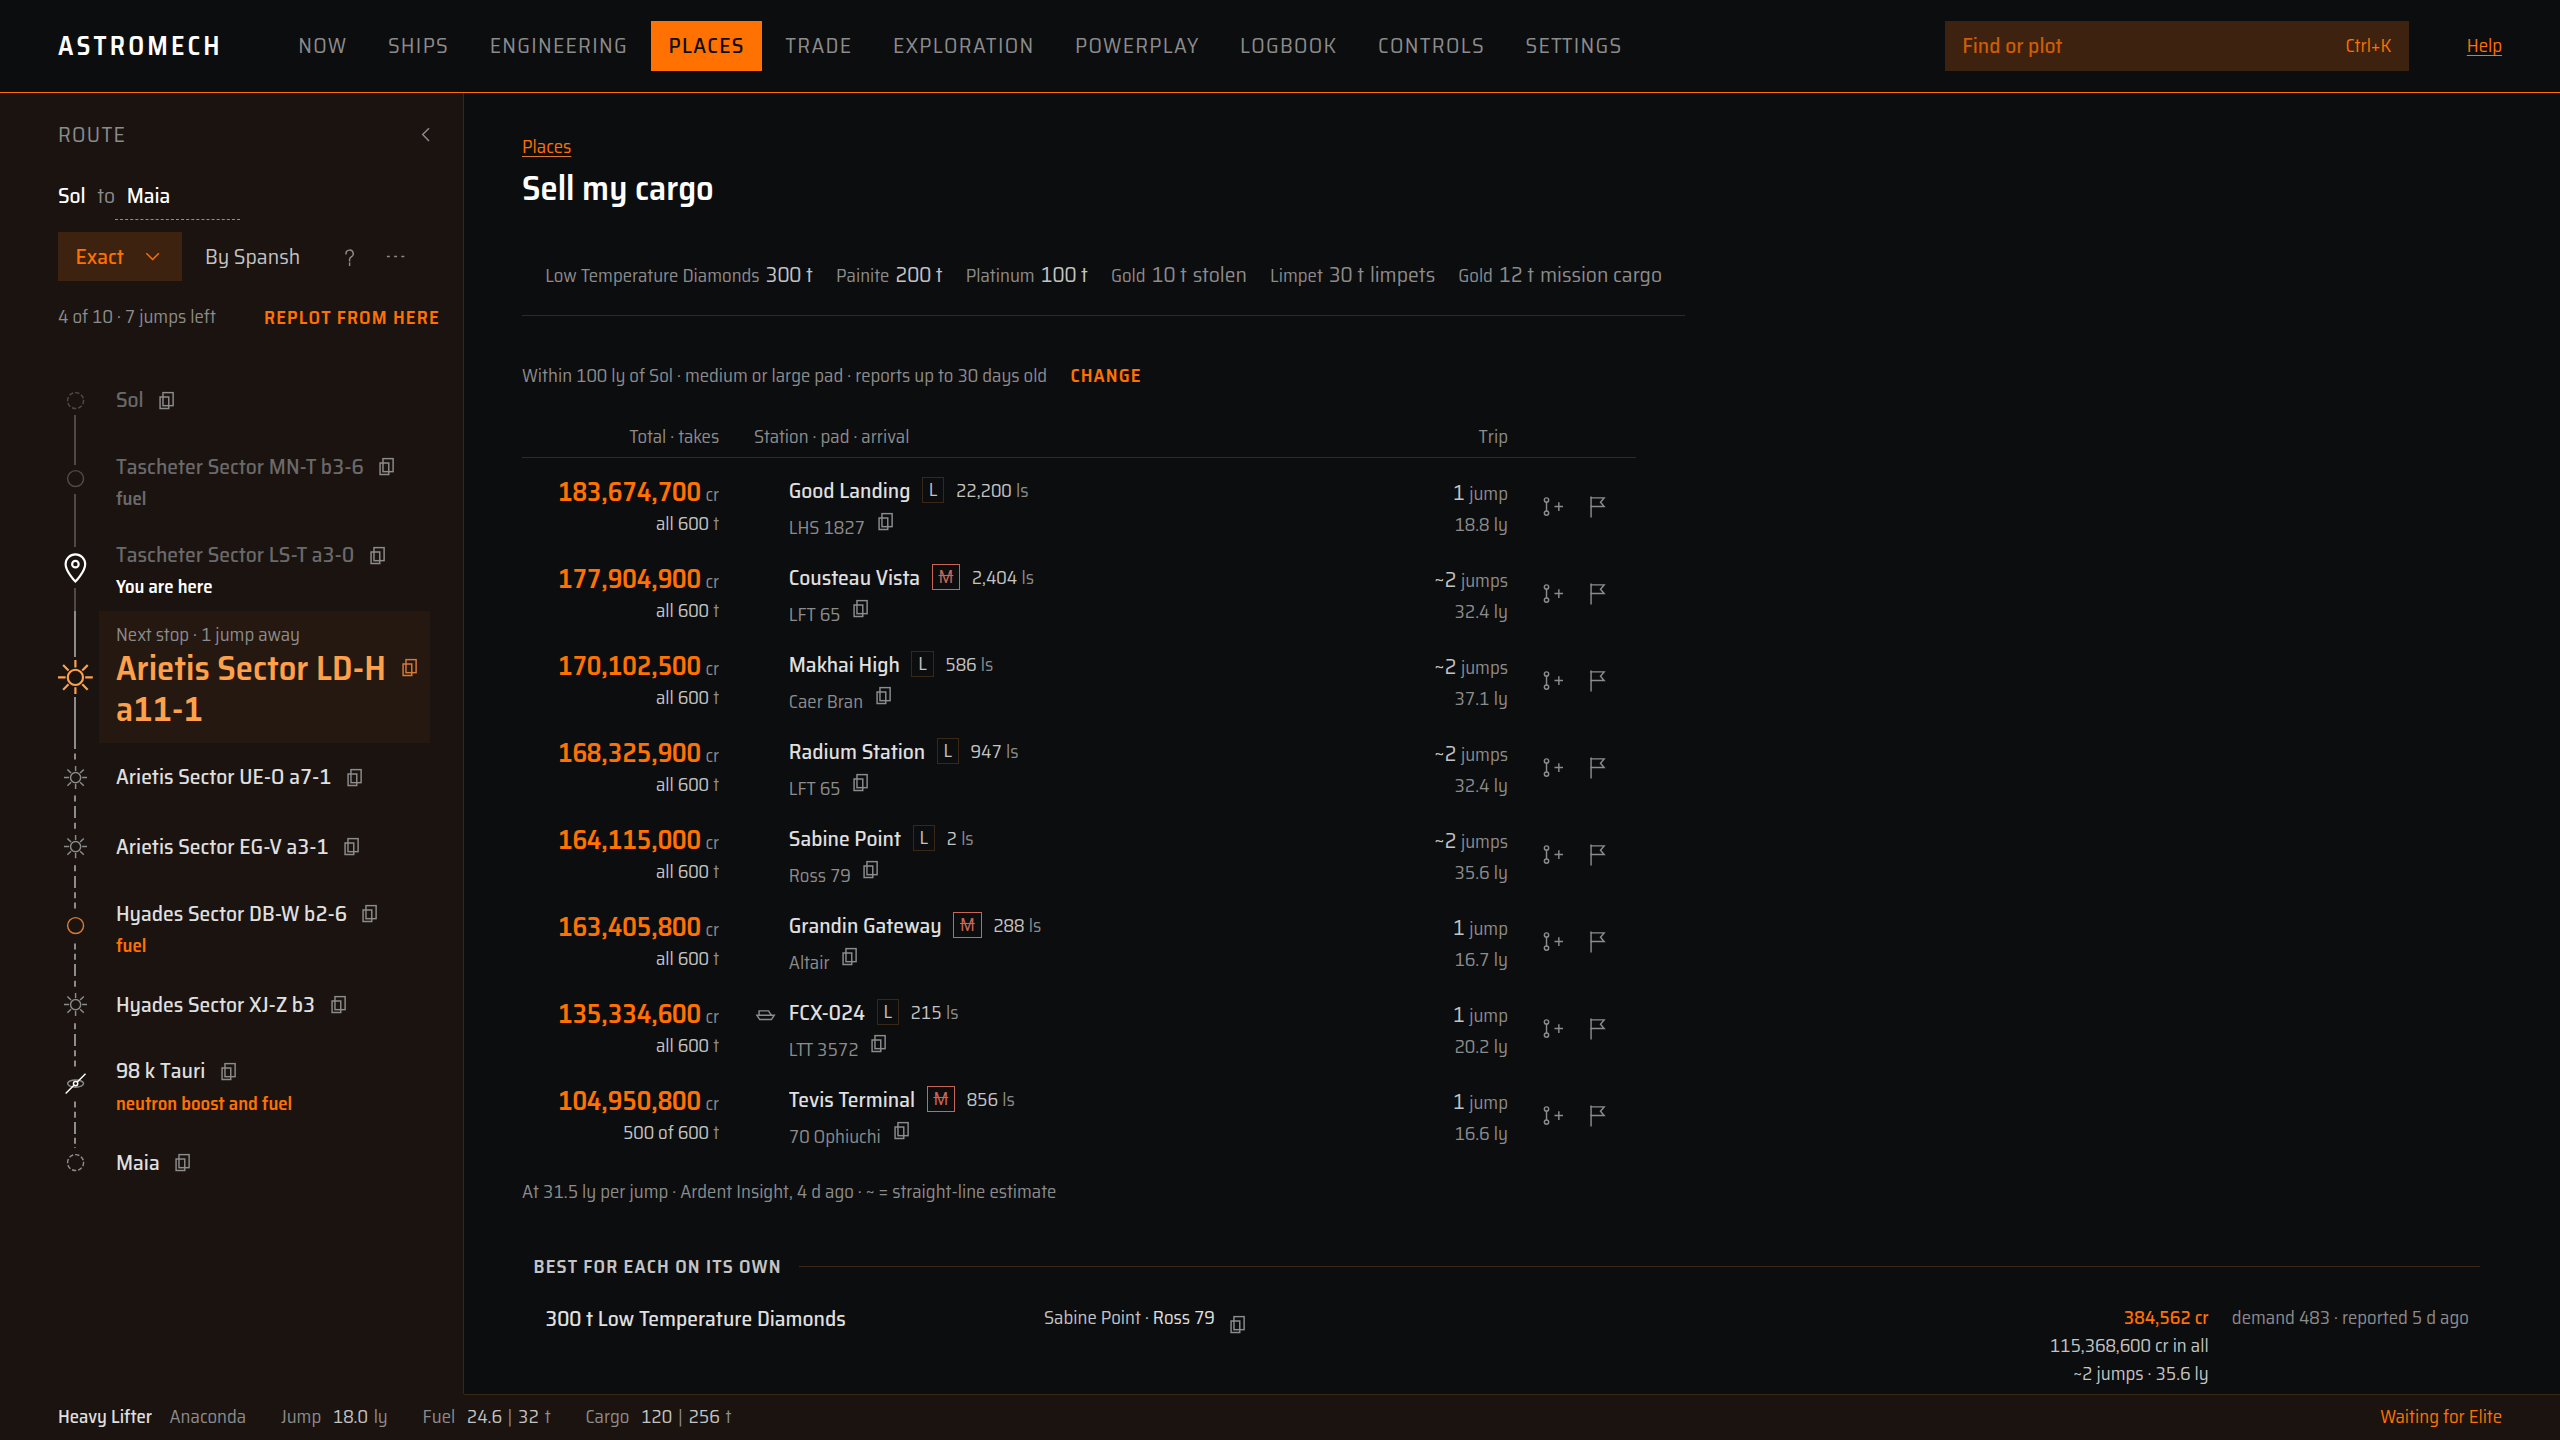 ASTROMECH
NOW SHIPS ENGINEERING PLACES TRADE EXPLORATION POWERPLAY LOGBOOK CONTROLS SETTINGS
Find or plot Ctrl+K
Help
ROUTE
Sol to Maia
Exact By Spansh ? ...
4 of 10 · 7 jumps left REPLOT FROM HERE
Sol
Tascheter Sector MN-T b3-6
fuel
Tascheter Sector LS-T a3-0
You are here
Next stop · 1 jump away
Arietis Sector LD-H
a11-1
Arietis Sector UE-O a7-1
Arietis Sector EG-V a3-1
Hyades Sector DB-W b2-6
fuel
Hyades Sector XJ-Z b3
98 k Tauri
neutron boost and fuel
Maia
Places
Sell my cargo
Low Temperature Diamonds 300 t Painite 200 t Platinum 100 t Gold 10 t stolen Limpet 30 t limpets Gold 12 t mission cargo
Within 100 ly of Sol · medium or large pad · reports up to 30 days old CHANGE
Total · takes Station · pad · arrival Trip
183,674,700 cr Good Landing L 22,200 ls 1 jump
all 600 t LHS 1827 18.8 ly
177,904,900 cr Cousteau Vista M 2,404 ls ~2 jumps
all 600 t LFT 65 32.4 ly
170,102,500 cr Makhai High L 586 ls ~2 jumps
all 600 t Caer Bran 37.1 ly
168,325,900 cr Radium Station L 947 ls ~2 jumps
all 600 t LFT 65 32.4 ly
164,115,000 cr Sabine Point L 2 ls ~2 jumps
all 600 t Ross 79 35.6 ly
163,405,800 cr Grandin Gateway M 288 ls 1 jump
all 600 t Altair 16.7 ly
135,334,600 cr FCX-024 L 215 ls 1 jump
all 600 t LTT 3572 20.2 ly
104,950,800 cr Tevis Terminal M 856 ls 1 jump
500 of 600 t 70 Ophiuchi 16.6 ly
At 31.5 ly per jump · Ardent Insight, 4 d ago · ~ = straight-line estimate
BEST FOR EACH ON ITS OWN
300 t Low Temperature Diamonds Sabine Point · Ross 79 384,562 cr demand 483 · reported 5 d ago
115,368,600 cr in all
~2 jumps · 35.6 ly
Heavy Lifter Anaconda Jump 18.0 ly Fuel 24.6 | 32 t Cargo 120 | 256 t Waiting for Elite